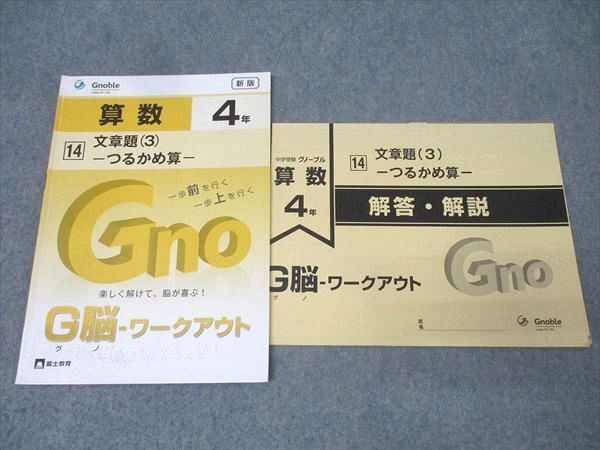 Gnoble
新版
算数
4年
14
文章題(3)
－つるかめ算－
Gno
一歩前を行く
一歩上を行く
楽しく解けて、脳が喜ぶ！
G脳-ワークアウト
グノ
富士教育
中学受験 グノーブル
算数
4年
14
文章題(3)
－つるかめ算－
解答・解説
Gno
G脳-ワークアウト
グノ
氏名
Gnoble